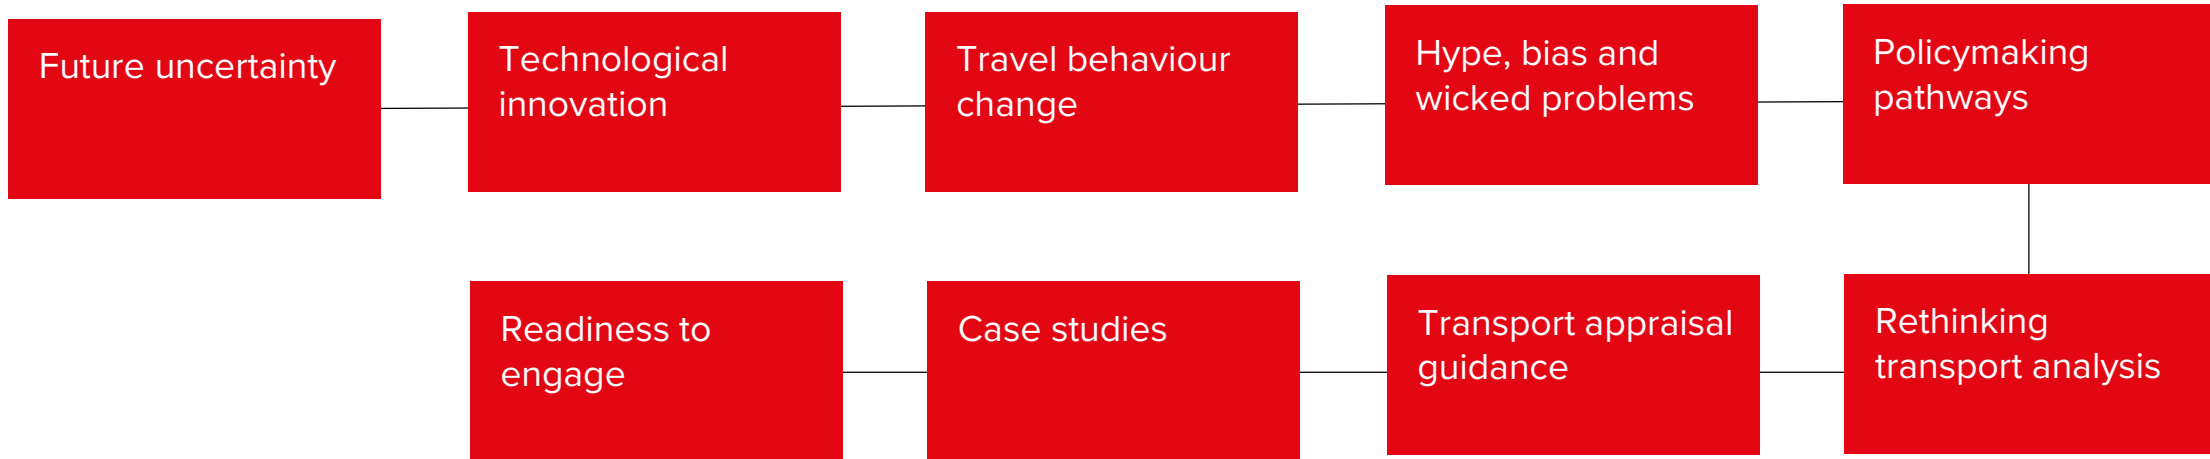 Future uncertainty
Technological
innovation
Travel behaviour
change
Hype, bias and
wicked problems
Policymaking
pathways
Readiness to
engage
Case studies
Transport appraisal
guidance
Rethinking
transport analysis